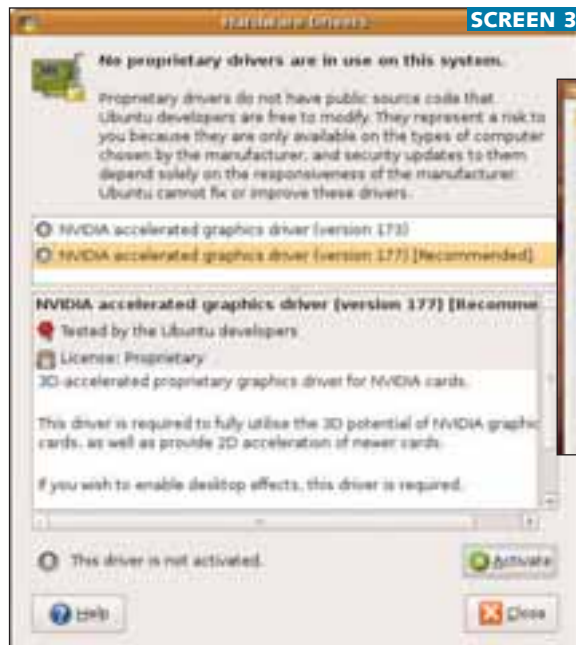 SCREEN 3
Hardware Drivers
No proprietary drivers are in use on this system.
Proprietary drivers do not have public source code that
Ubuntu developers are free to modify. They represent a risk to
you because they are only available on the types of computer
chosen by the manufacturer, and security updates to them
depend solely on the responsiveness of the manufacturer.
Ubuntu cannot fix or improve these drivers.
NVIDIA accelerated graphics driver (version 173)
NVIDIA accelerated graphics driver (version 177) [Recommended]
NVIDIA accelerated graphics driver (version 177) [Recomme
Tested by the Ubuntu developers
License: Proprietary
3D-accelerated proprietary graphics driver for NVIDIA cards.
This driver is required to fully utilise the 3D potential of NVIDIA graphic
cards, as well as provide 2D acceleration of newer cards.
If you wish to enable desktop effects, this driver is required.
This driver is not activated.
Activate
Help
Close